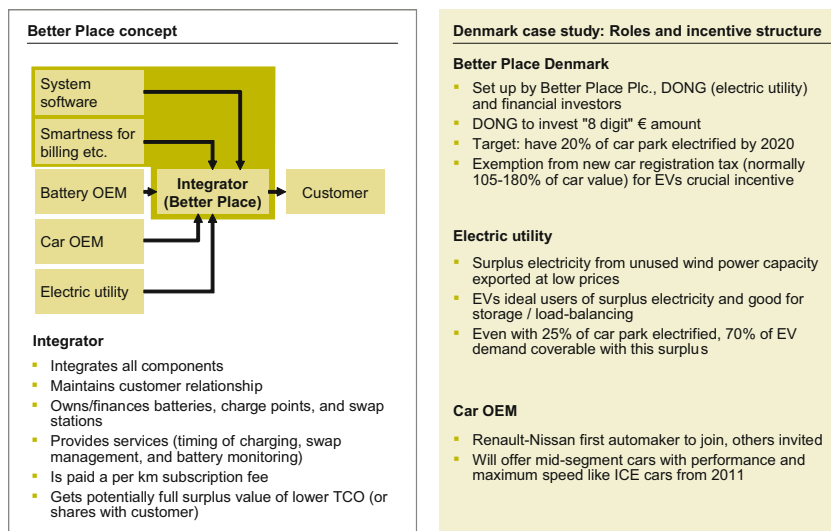 Better Place concept
System
software
Smartness for
billing etc.
Battery OEM
Integrator
(Better Place)
Customer
Car OEM
Electric utility
Integrator
▪ Integrates all components
▪ Maintains customer relationship
▪ Owns/finances batteries, charge points, and swap
stations
▪ Provides services (timing of charging, swap
management, and battery monitoring)
▪ Is paid a per km subscription fee
▪ Gets potentially full surplus value of lower TCO (or
shares with customer)
Denmark case study: Roles and incentive structure
Better Place Denmark
▪ Set up by Better Place Plc., DONG (electric utility)
and financial investors
▪ DONG to invest "8 digit" € amount
▪ Target: have 20% of car park electrified by 2020
▪ Exemption from new car registration tax (normally
105-180% of car value) for EVs crucial incentive
Electric utility
▪ Surplus electricity from unused wind power capacity
exported at low prices
▪ EVs ideal users of surplus electricity and good for
storage / load-balancing
▪ Even with 25% of car park electrified, 70% of EV
demand coverable with this surplus
Car OEM
▪ Renault-Nissan first automaker to join, others invited
▪ Will offer mid-segment cars with performance and
maximum speed like ICE cars from 2011